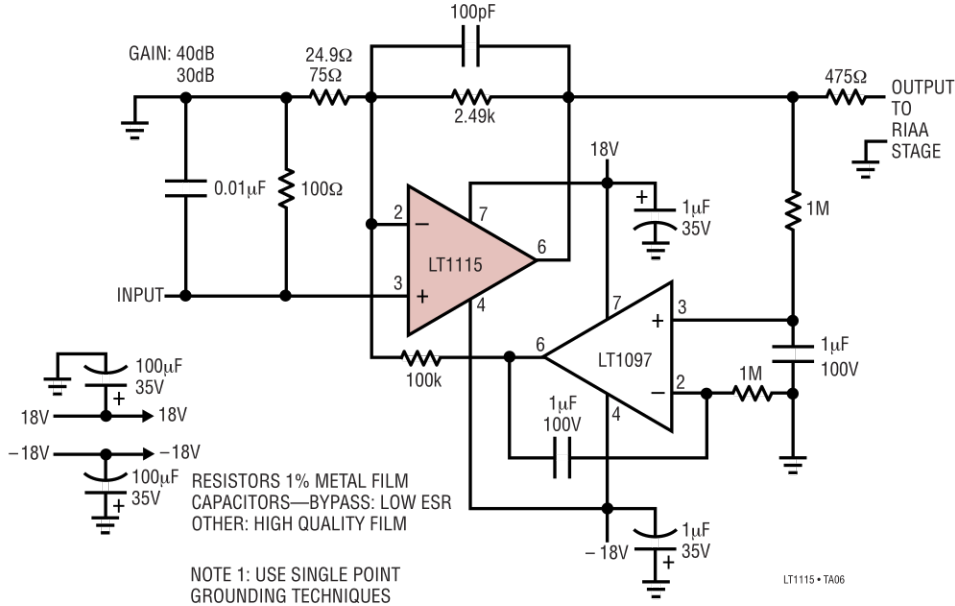 100pF
GAIN: 40dB
30dB
24.9Ω
75Ω
2.49k
475Ω
OUTPUT
TO
RIAA
STAGE
0.01μF
100Ω
18V
+
1μF
35V
1M
2
–
7
6
LT1115
3
+
4
INPUT
7
3
+
6
LT1097
2
–
4
1μF
100V
1M
100k
1μF
100V
100μF
35V
+
18V
18V
–18V
–18V
100μF
35V
+
RESISTORS 1% METAL FILM
CAPACITORS—BYPASS: LOW ESR
OTHER: HIGH QUALITY FILM
– 18V
1μF
35V
+
NOTE 1: USE SINGLE POINT
GROUNDING TECHNIQUES
LT1115 • TA06